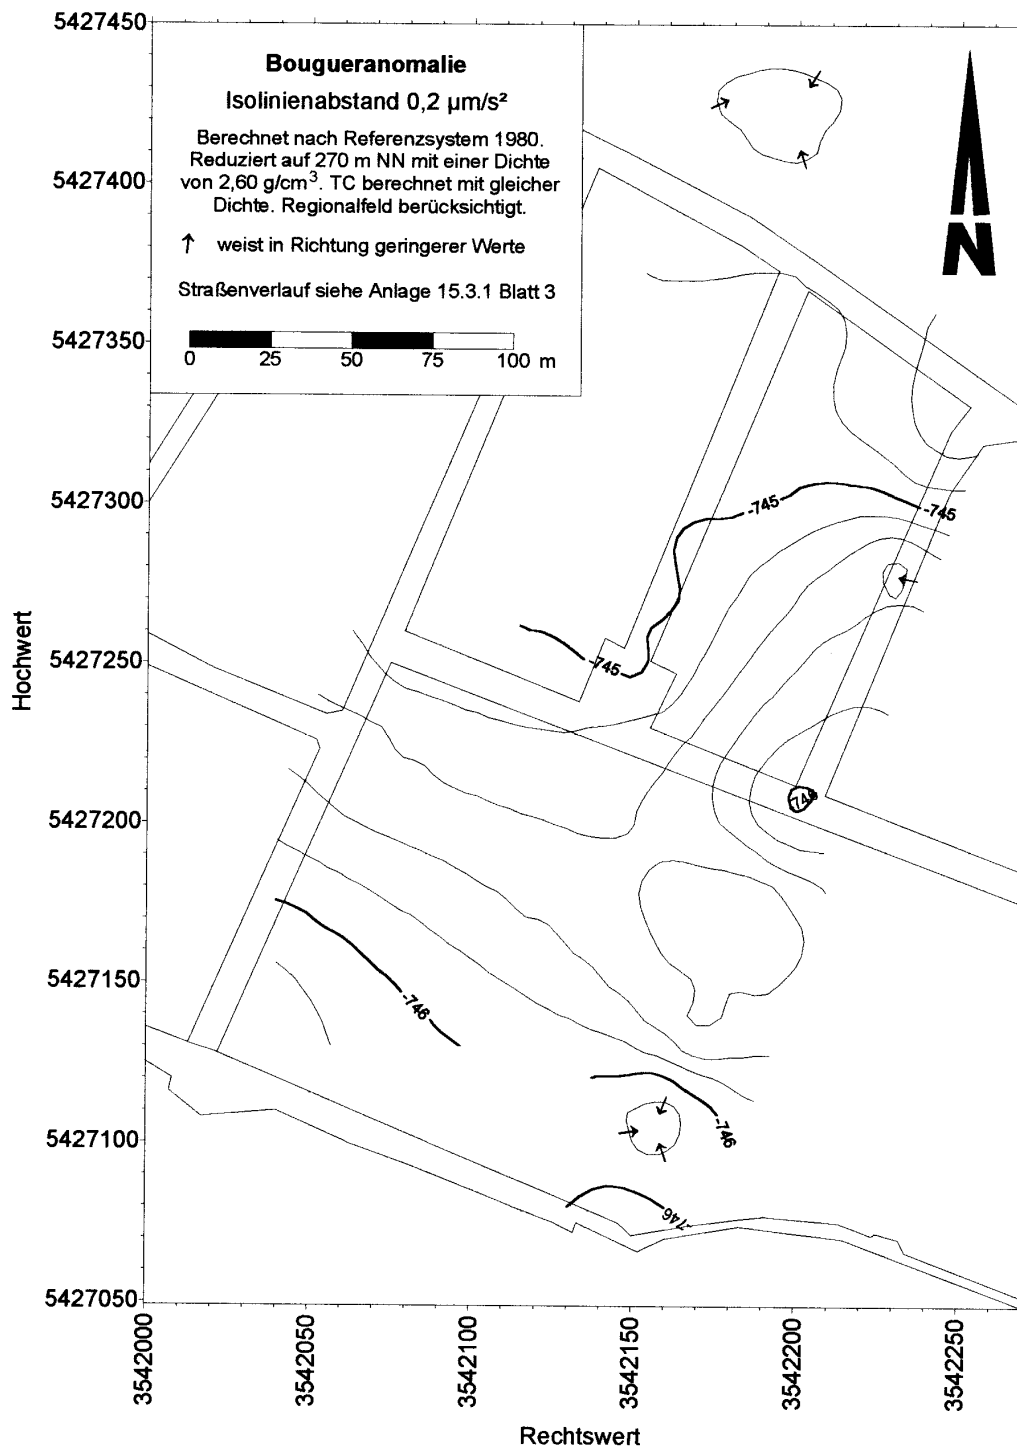 5427450
Bougueranomalie
Isolinienabstand 0,2 µm/s²
Berechnet nach Referenzsystem 1980.
Reduziert auf 270 m NN mit einer Dichte
von 2,60 g/cm³. TC berechnet mit gleicher
Dichte. Regionalfeld berücksichtigt.
↑ weist in Richtung geringerer Werte
Straßenverlauf siehe Anlage 15.3.1 Blatt 3
0 25 50 75 100 m
N
5427400
5427350
5427300
-745
-745
5427250
-745
Hochwert
5427200
5427150
-746
5427100
-746
-746
5427050
3542000
3542050
3542100
3542150
3542200
3542250
Rechtswert